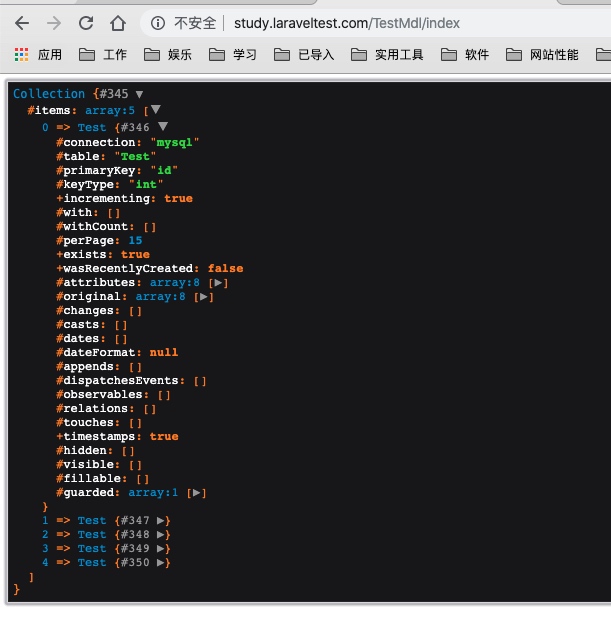 不安全 | study.laraveltest.com/TestMdl/index
应用 工作 娱乐 学习 已导入 实用工具 软件 网站性能
Collection {#345 ▼
#items: array:5 [▼
0 => Test {#346 ▼
#connection: "mysql"
#table: "Test"
#primaryKey: "id"
#keyType: "int"
+incrementing: true
#with: []
#withCount: []
#perPage: 15
+exists: true
+wasRecentlyCreated: false
#attributes: array:8 [▶]
#original: array:8 [▶]
#changes: []
#casts: []
#dates: []
#dateFormat: null
#appends: []
#dispatchesEvents: []
#observables: []
#relations: []
#touches: []
+timestamps: true
#hidden: []
#visible: []
#fillable: []
#guarded: array:1 [▶]
}
1 => Test {#347 ▶}
2 => Test {#348 ▶}
3 => Test {#349 ▶}
4 => Test {#350 ▶}
]
}